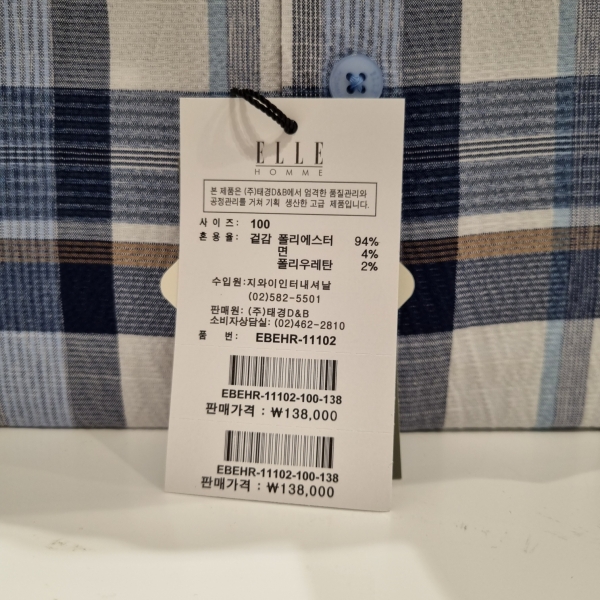 ELLE
HOMME
본 제품은 (주)태경D&B에서 엄격한 품질관리와
공정관리를 거쳐 기획 생산한 고급 제품입니다.
사 이 즈 : 100
혼 용 율 : 겉감 폴리에스터 94%
면 4%
폴리우레탄 2%
수입원:지와이인터내셔날
(02)582-5501
판매원: (주)태경D&B
소비자상담실: (02)462-2810
품 번: EBEHR-11102
EBEHR-11102-100-138
판매가격 : ₩138,000
EBEHR-11102-100-138
판매가격 : ₩138,000